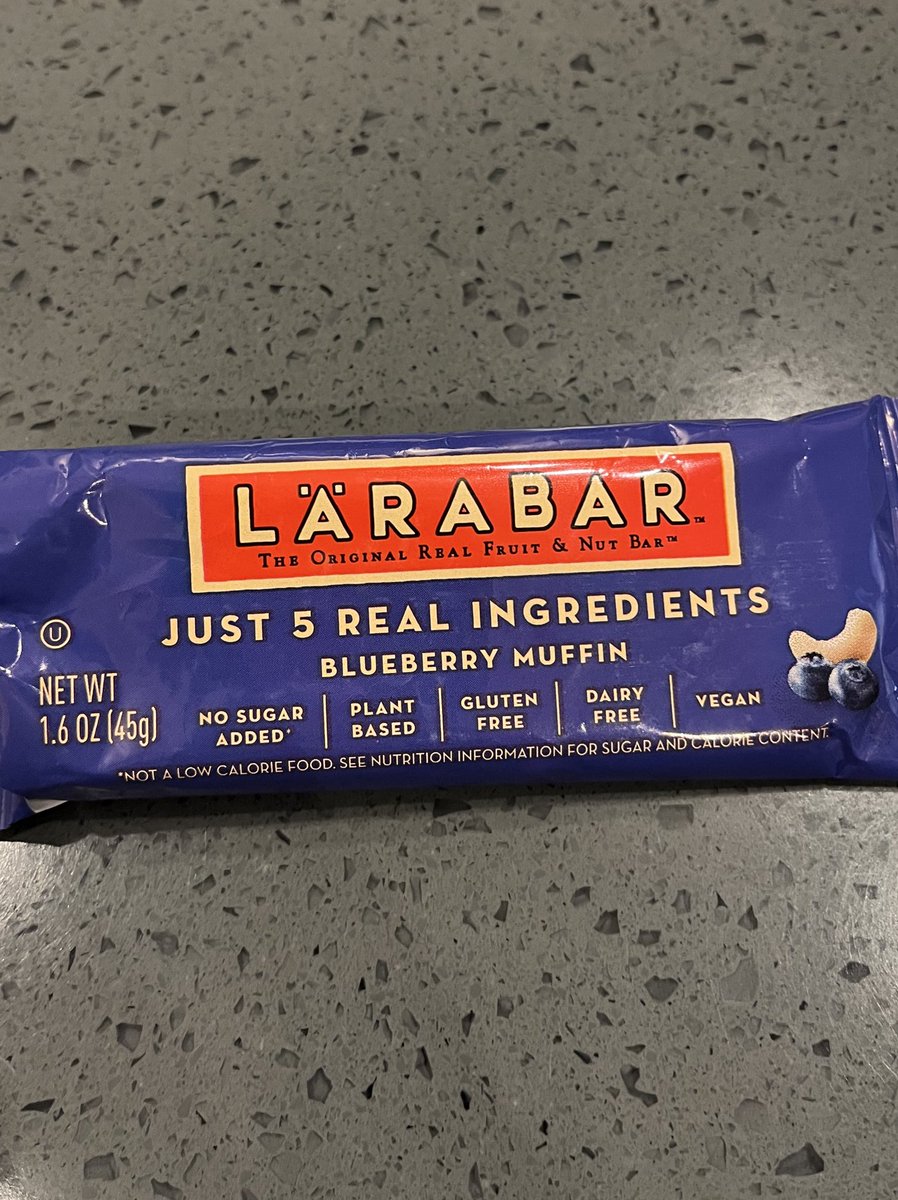 LÄRABAR™
The Original Real Fruit & Nut Bar™
JUST 5 REAL INGREDIENTS
BLUEBERRY MUFFIN
U
NET WT
1.6 OZ (45g)
NO SUGAR
ADDED*
PLANT
BASED
GLUTEN
FREE
DAIRY
FREE
VEGAN
*NOT A LOW CALORIE FOOD. SEE NUTRITION INFORMATION FOR SUGAR AND CALORIE CONTENT.